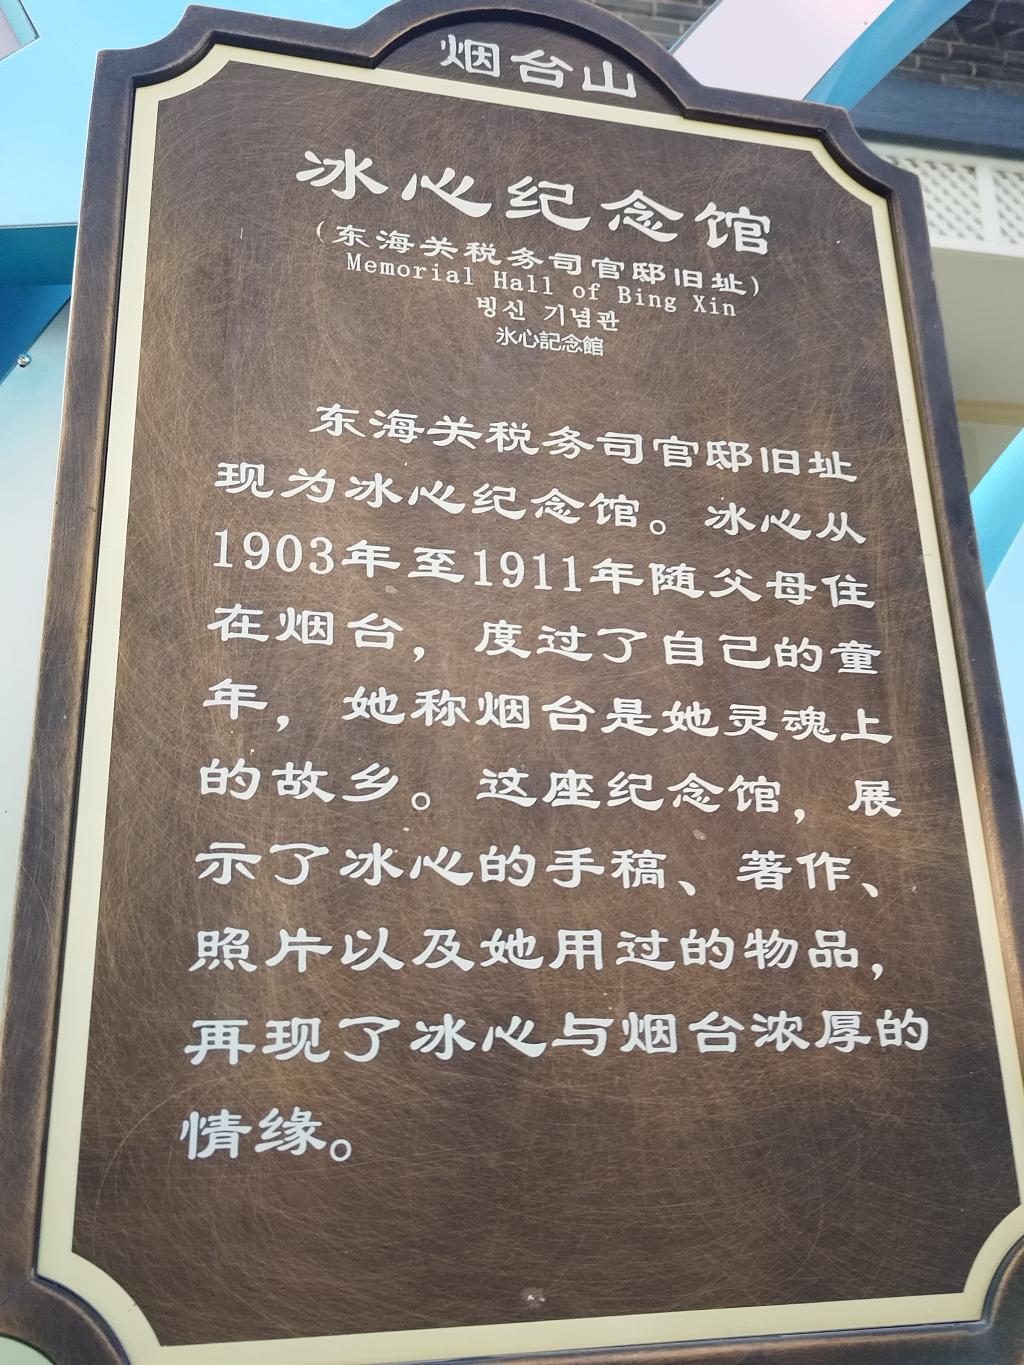 烟台山
冰心纪念馆
(东海关税务司官邸旧址)
Memorial Hall of Bing Xin
빙신 기념관
氷心記念館
东海关税务司官邸旧址
现为冰心纪念馆。冰心从
1903年至1911年随父母住
在烟台，度过了自己的童
年，她称烟台是她灵魂上
的故乡。这座纪念馆，展
示了冰心的手稿、著作、
照片以及她用过的物品，
再现了冰心与烟台浓厚的
情缘。